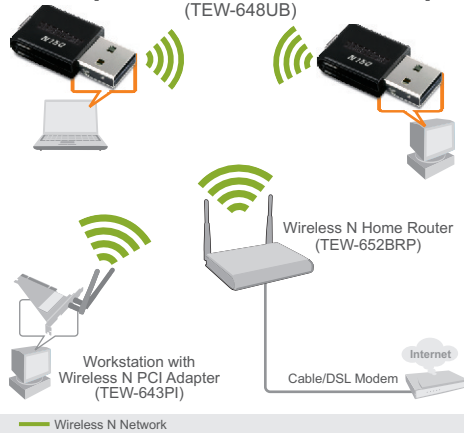 (TEW-648UB)
N150
N150
Wireless N Home Router
(TEW-652BRP)
Workstation with
Wireless N PCI Adapter
(TEW-643PI)
Internet
Cable/DSL Modem
Wireless N Network